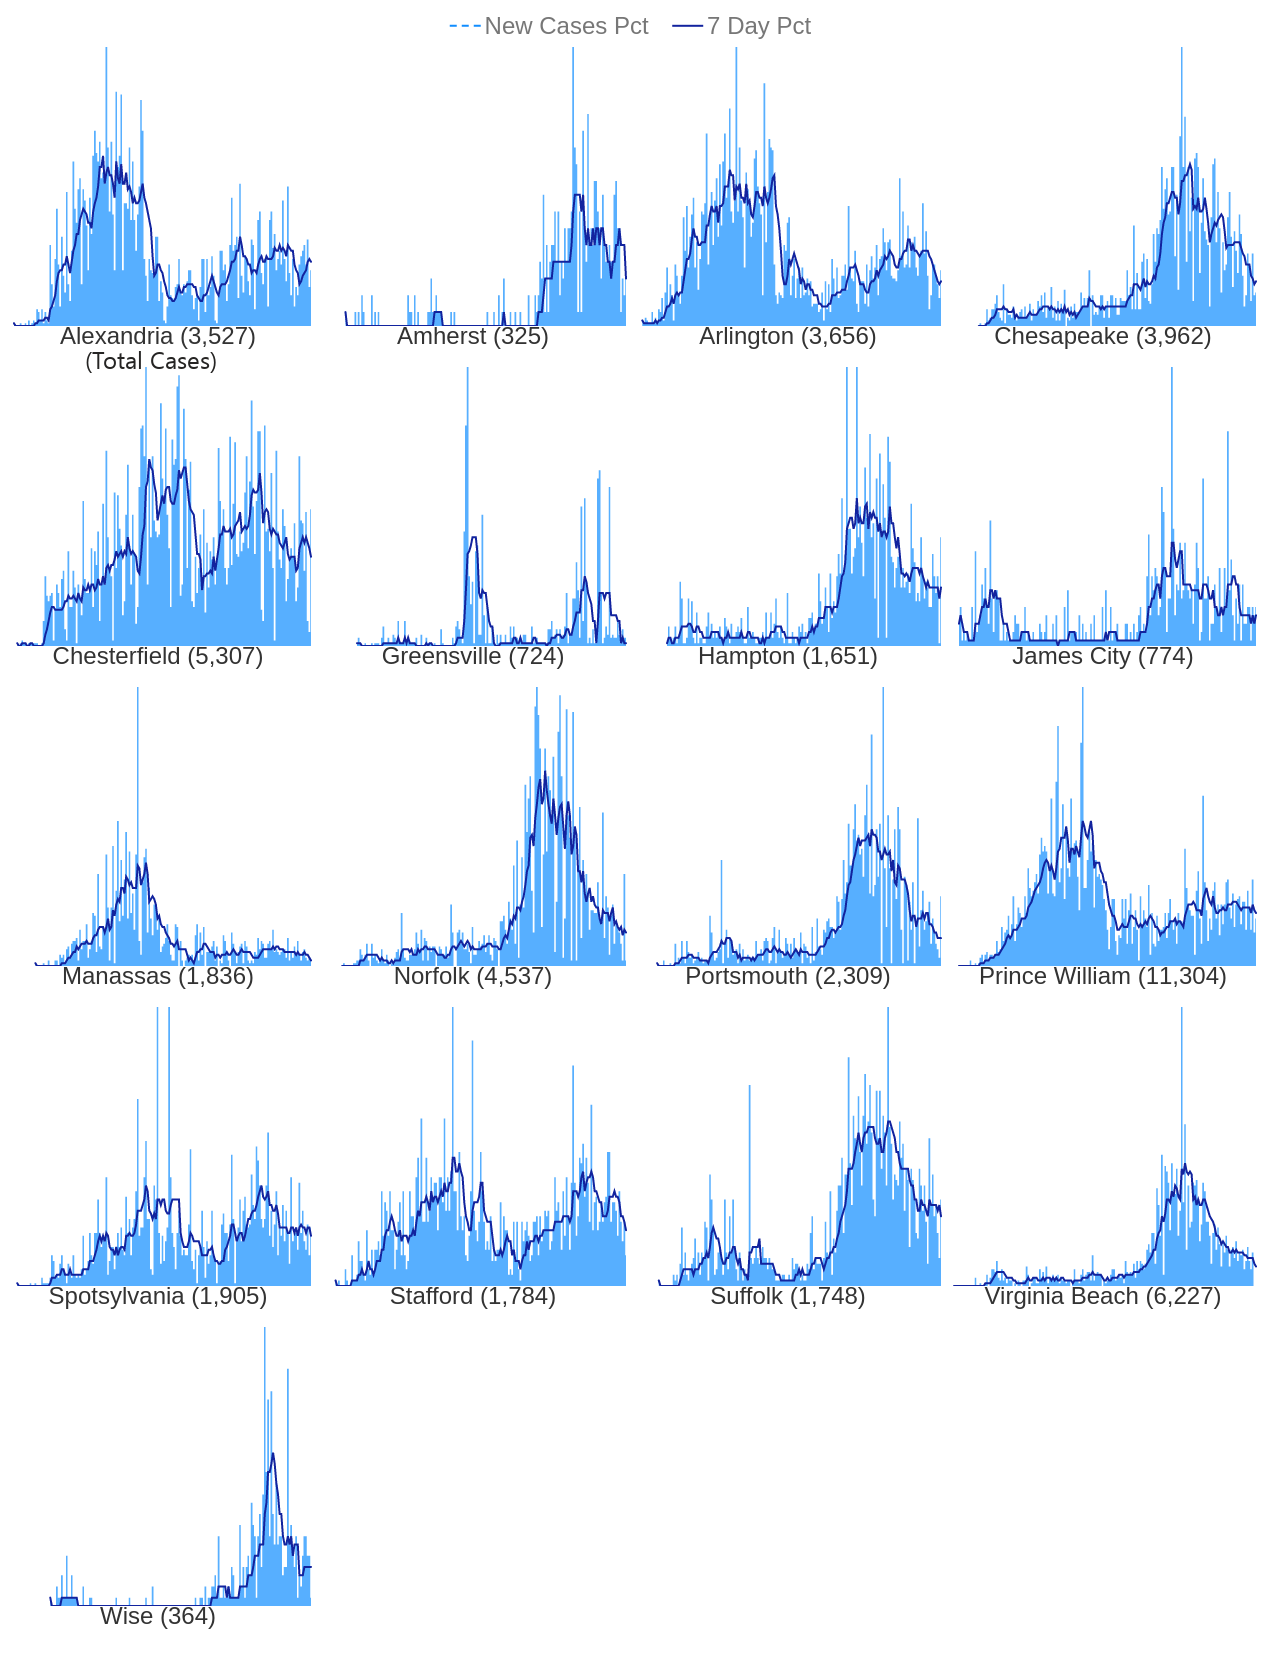 New Cases Pct 7 Day Pct
Alexandria (3,527) Amherst (325) Arlington (3,656) Chesapeake (3,962)
(Total Cases)
Chesterfield (5,307) Greensville (724) Hampton (1,651) James City (774)
Manassas (1,836) Norfolk (4,537) Portsmouth (2,309) Prince William (11,304)
Spotsylvania (1,905) Stafford (1,784) Suffolk (1,748) Virginia Beach (6,227)
Wise (364)